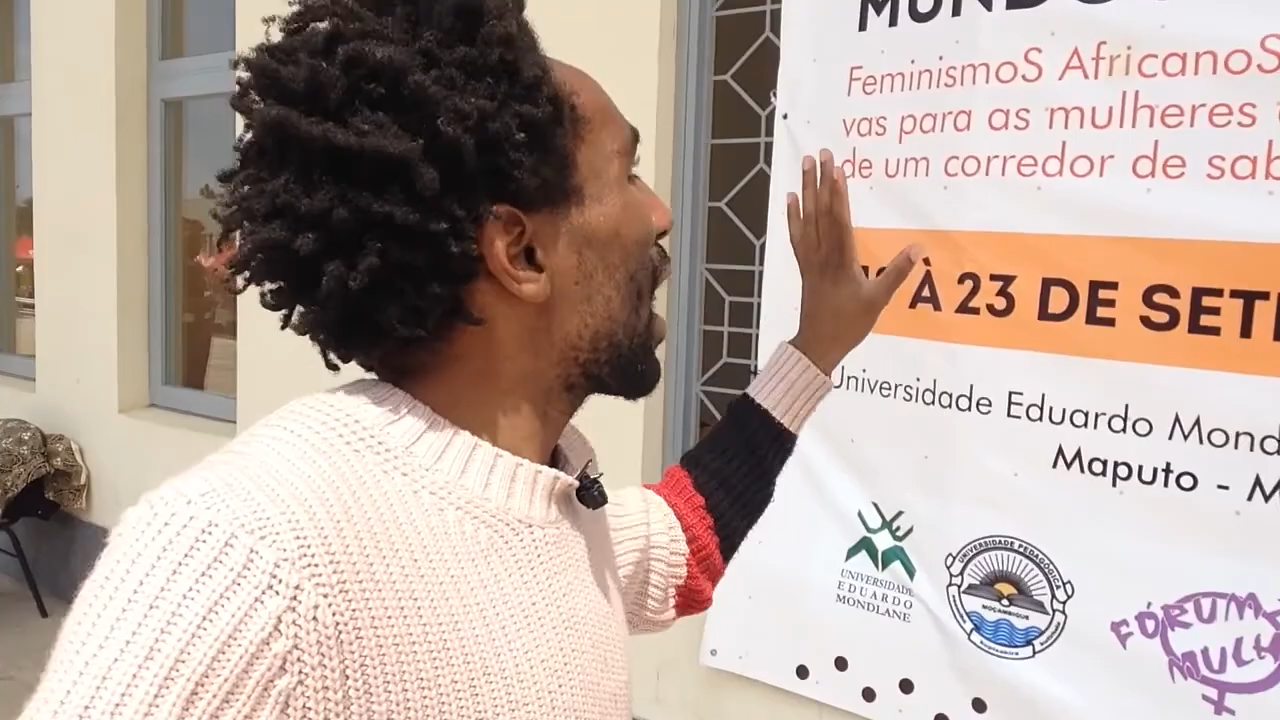 FeminismoS AfricanoS
vas para as mulheres
de um corredor de sab
À 23 DE SET
Universidade Eduardo Mond
Maputo - M
UNIVERSIDADE
EDUARDO
MONDLANE
UNIVERSIDADE PEDAGÓGICA
MOÇAMBIQUE
FÓRUM
MULH